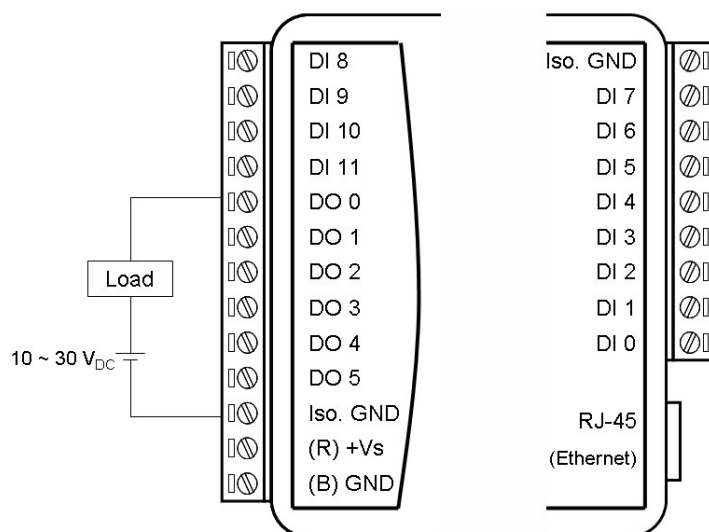 DI 8
DI 9
DI 10
DI 11
DO 0
DO 1
DO 2
DO 3
DO 4
DO 5
Iso. GND
(R) +Vs
(B) GND
Load
10 ~ 30 VDC
Iso. GND
DI 7
DI 6
DI 5
DI 4
DI 3
DI 2
DI 1
DI 0
RJ-45
(Ethernet)